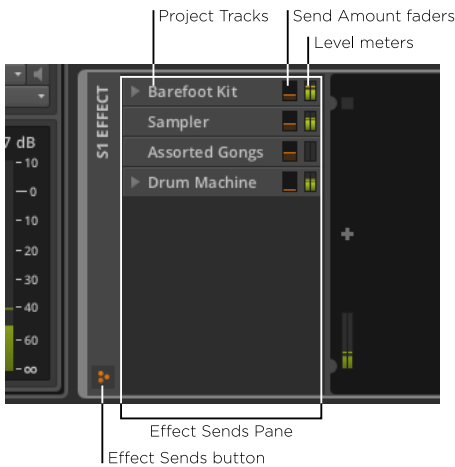 Project Tracks
Send Amount faders
Level meters
S1 EFFECT
Barefoot Kit
Sampler
Assorted Gongs
Drum Machine
7 dB
-10
-0
-10
-20
-30
-40
-60
-∞
Effect Sends Pane
Effect Sends button